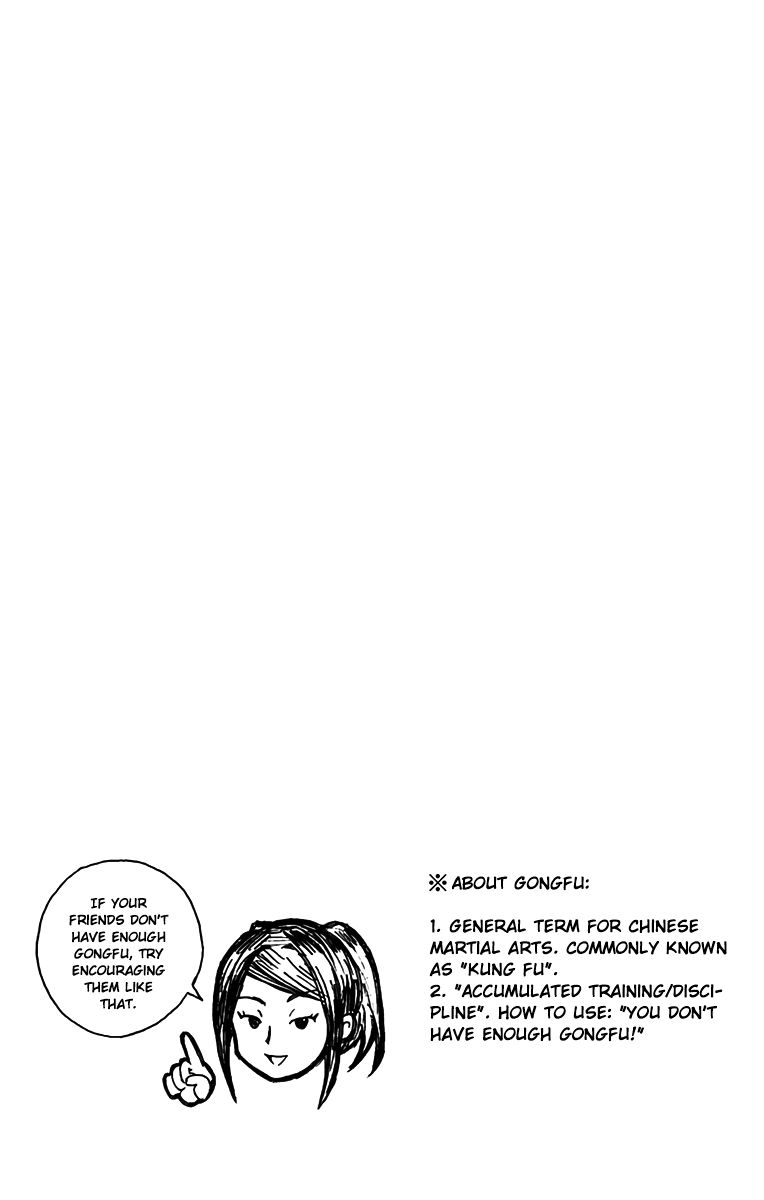 IF YOUR
FRIENDS DON'T
HAVE ENOUGH
GONGFU, TRY
ENCOURAGING
THEM LIKE
THAT.
※ ABOUT GONGFU:
1. GENERAL TERM FOR CHINESE
MARTIAL ARTS. COMMONLY KNOWN
AS "KUNG FU".
2. "ACCUMULATED TRAINING/DISCI-
PLINE". HOW TO USE: "YOU DON'T
HAVE ENOUGH GONGFU!"